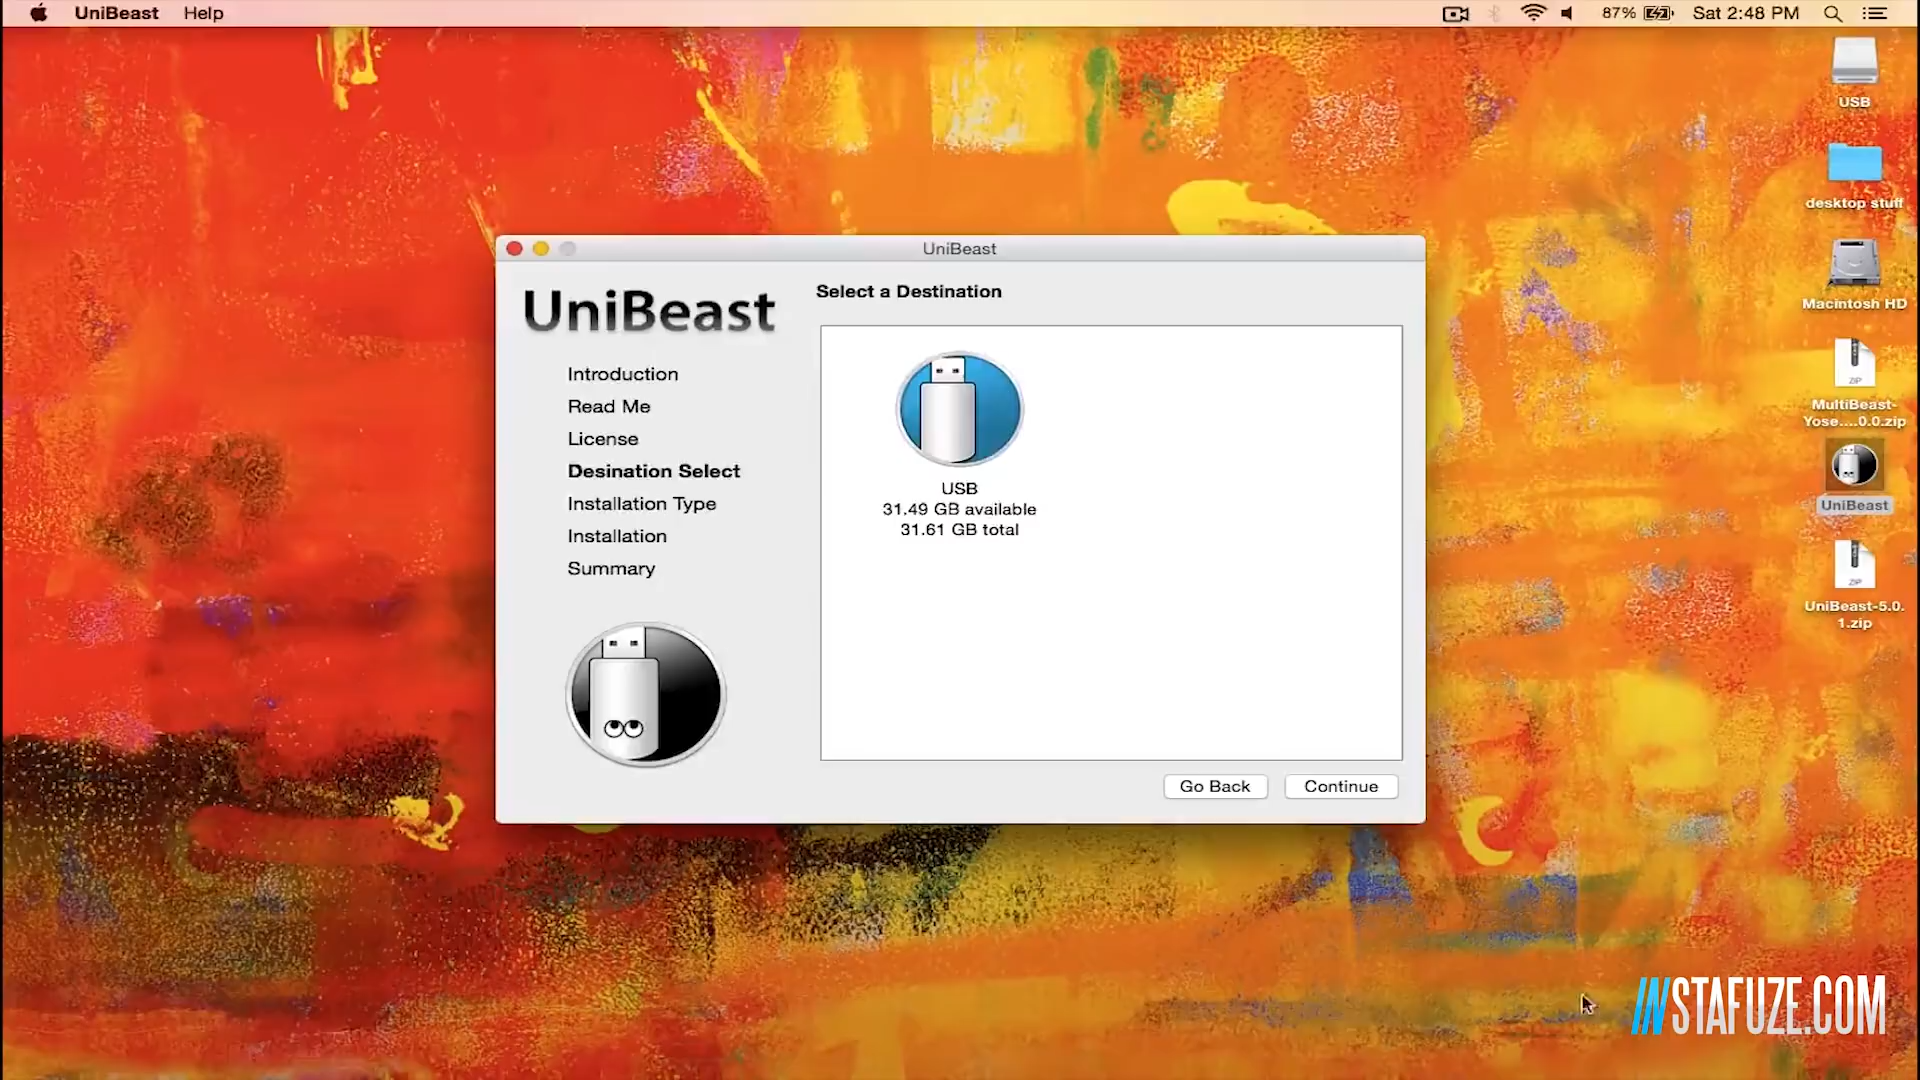 UniBeast Help
87% Sat 2:48 PM
USB
desktop stuff
Macintosh HD
ZIP
MultiBeast-
Yose....0.0.zip
UniBeast
ZIP
UniBeast-5.0.
1.zip
UniBeast
UniBeast
Introduction
Read Me
License
Desination Select
Installation Type
Installation
Summary
Select a Destination
USB
31.49 GB available
31.61 GB total
Go Back
Continue
INSTAFUZE.COM